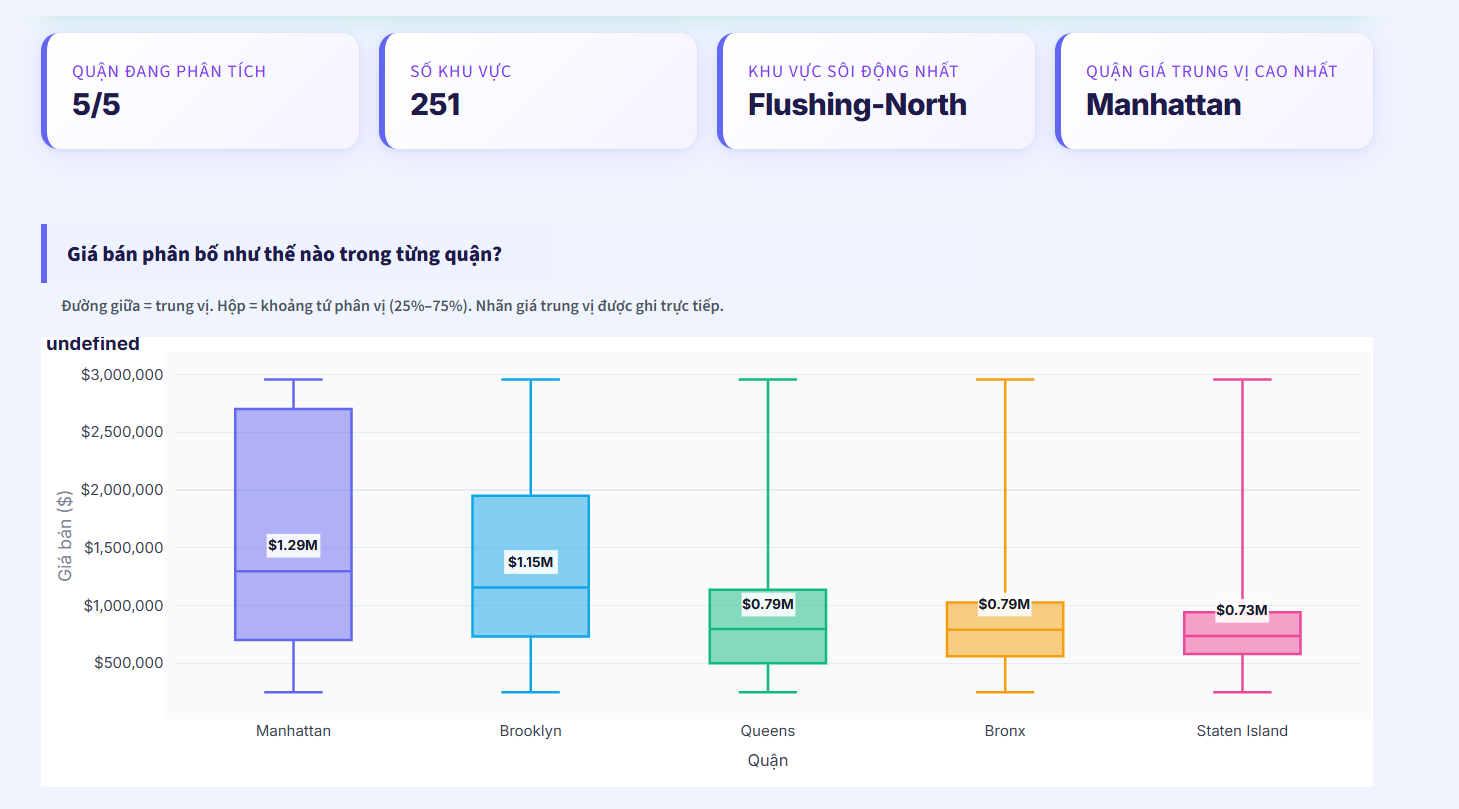 QUẬN ĐANG PHÂN TÍCH
5/5
SỐ KHU VỰC
251
KHU VỰC SÔI ĐỘNG NHẤT
Flushing-North
QUẬN GIÁ TRUNG VỊ CAO NHẤT
Manhattan
Giá bán phân bố như thế nào trong từng quận?
Đường giữa = trung vị. Hộp = khoảng tứ phân vị (25%–75%). Nhãn giá trung vị được ghi trực tiếp.
undefined
Giá bán ($)
$3,000,000
$2,500,000
$2,000,000
$1,500,000
$1,000,000
$500,000
$1.29M
$1.15M
$0.79M
$0.79M
$0.73M
Manhattan
Brooklyn
Queens
Bronx
Staten Island
Quận